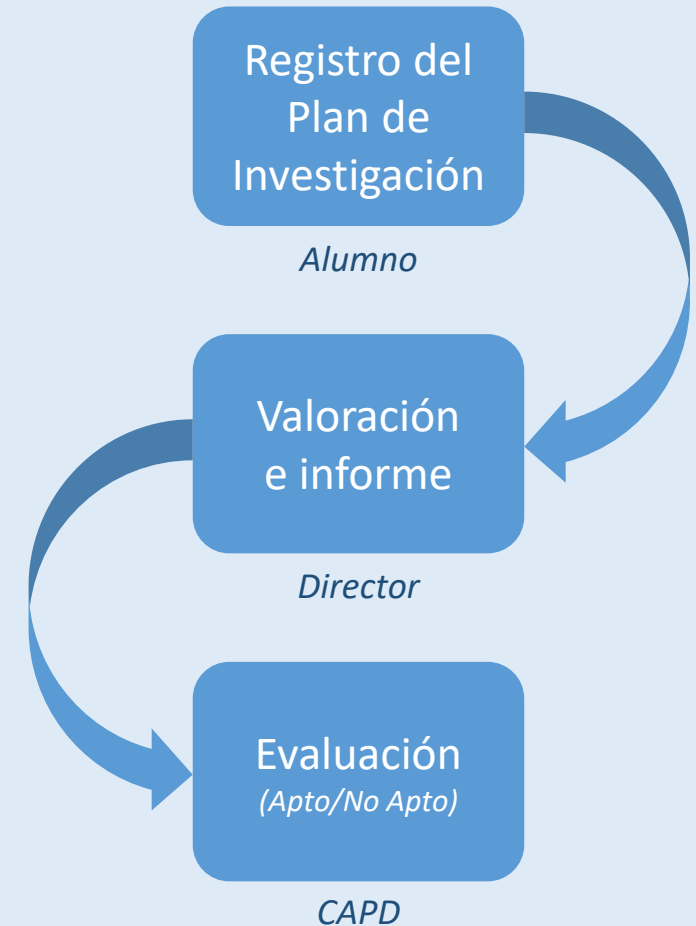 Registro del
Plan de
Investigación
Alumno
Valoración
e informe
Director
Evaluación
(Apto/No Apto)
CAPD